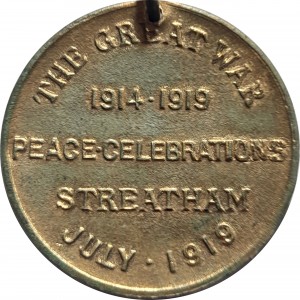 THE GREAT WAR
1914·1919
PEACE·CELEBRATIONS
STREATHAM
JULY·1919